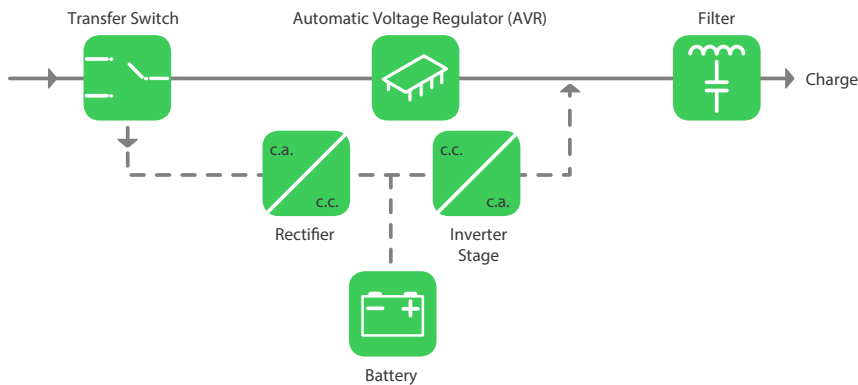 Transfer Switch
Automatic Voltage Regulator (AVR)
Filter
Charge
c.a.
c.c.
c.c.
c.a.
Rectifier
Inverter
Stage
Battery